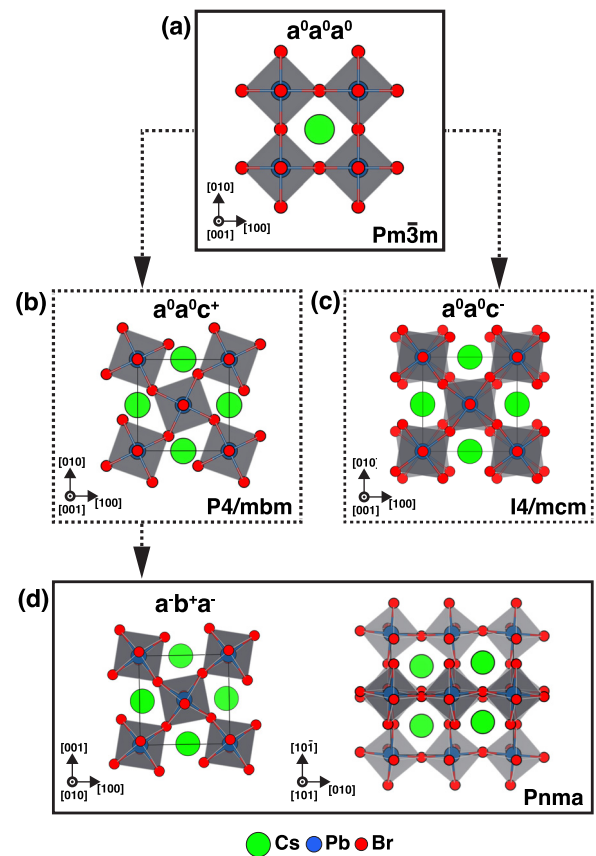 (a)
a⁰a⁰a⁰
[010]
[001]
[100]
Pm3̄m
(b)
a⁰a⁰c⁺
[010]
[001]
[100]
P4/mbm
(c)
a⁰a⁰c⁻
[010]
[001]
[100]
I4/mcm
(d)
a⁻b⁺a⁻
[001]
[010]
[100]
[101̄]
[101]
[010]
Pnma
Cs Pb Br